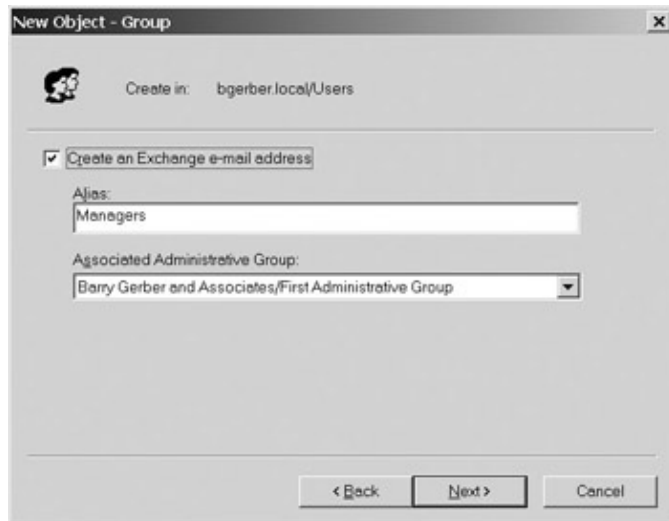 New Object - Group
Create in: bgerber.local/Users
Create an Exchange e-mail address
Alias:
Managers
Associated Administrative Group:
Barry Gerber and Associates/First Administrative Group
< Back Next > Cancel